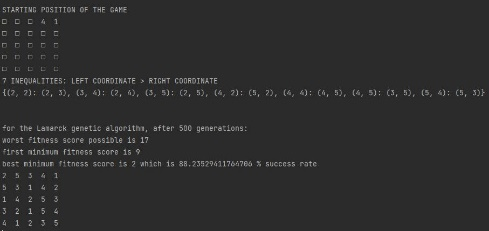 STARTING POSITION OF THE GAME
□ □ □ 4 1
□ □ □ □ □
□ □ □ □ □
□ □ □ □ □
□ □ □ □ □
7 INEQUALITIES: LEFT COORDINATE > RIGHT COORDINATE
{(2, 2): (2, 3), (3, 4): (2, 4), (3, 5): (2, 5), (4, 2): (5, 2), (4, 4): (4, 5), (4, 5): (3, 5), (5, 4): (5, 3)}
for the Lamarck genetic algorithm, after 500 generations:
worst fitness score possible is 17
first minimum fitness score is 9
best minimum fitness score is 2 which is 88.23529411764706 % success rate
2 5 3 4 1
5 3 1 4 2
1 4 2 5 3
3 2 1 5 4
4 1 2 3 5